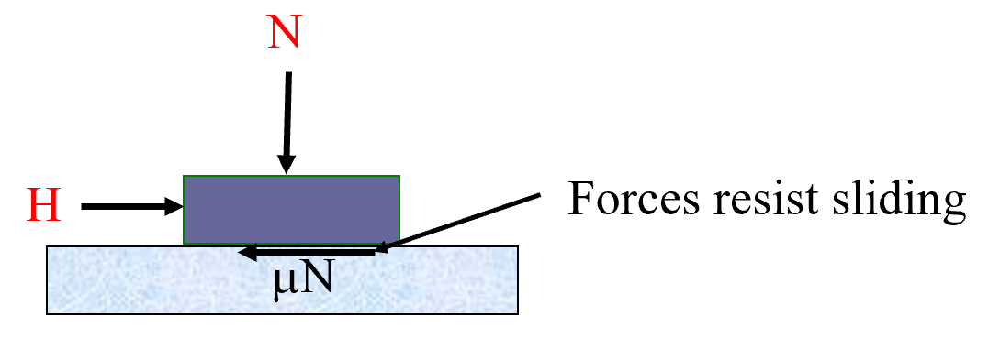 N
H
Forces resist sliding
μN